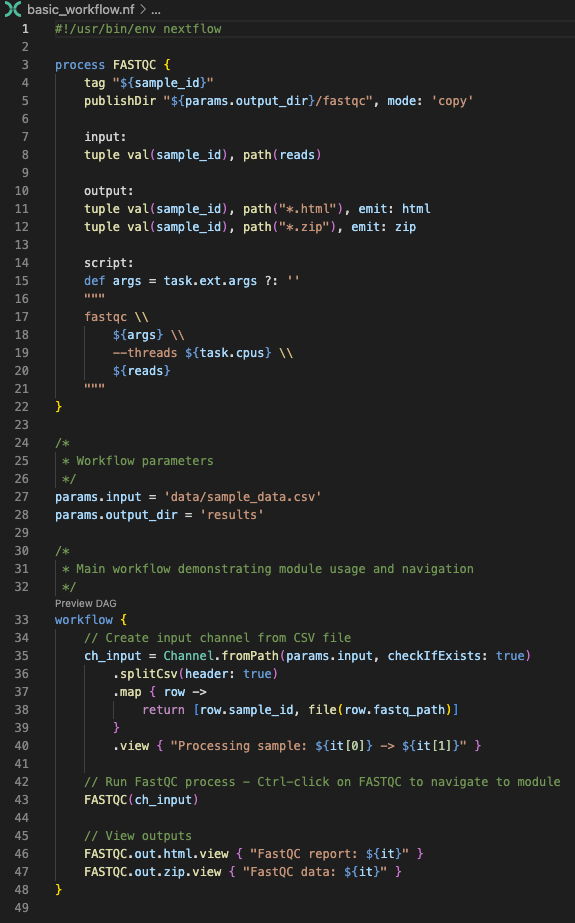 basic_workflow.nf > ...
1 #!/usr/bin/env nextflow
2
3 process FASTQC {
4     tag "${sample_id}"
5     publishDir "${params.output_dir}/fastqc", mode: 'copy'
6
7     input:
8     tuple val(sample_id), path(reads)
9
10     output:
11     tuple val(sample_id), path("*.html"), emit: html
12     tuple val(sample_id), path("*.zip"), emit: zip
13
14     script:
15     def args = task.ext.args ?: ''
16     """
17     fastqc \\
18         ${args} \\
19         --threads ${task.cpus} \\
20         ${reads}
21     """
22 }
23
24 /*
25  * Workflow parameters
26  */
27 params.input = 'data/sample_data.csv'
28 params.output_dir = 'results'
29
30 /*
31  * Main workflow demonstrating module usage and navigation
32  */
Preview DAG
33 workflow {
34     // Create input channel from CSV file
35     ch_input = Channel.fromPath(params.input, checkIfExists: true)
36         .splitCsv(header: true)
37         .map { row ->
38             return [row.sample_id, file(row.fastq_path)]
39         }
40         .view { "Processing sample: ${it[0]} -> ${it[1]}" }
41
42     // Run FastQC process - Ctrl-click on FASTQC to navigate to module
43     FASTQC(ch_input)
44
45     // View outputs
46     FASTQC.out.html.view { "FastQC report: ${it}" }
47     FASTQC.out.zip.view { "FastQC data: ${it}" }
48 }
49